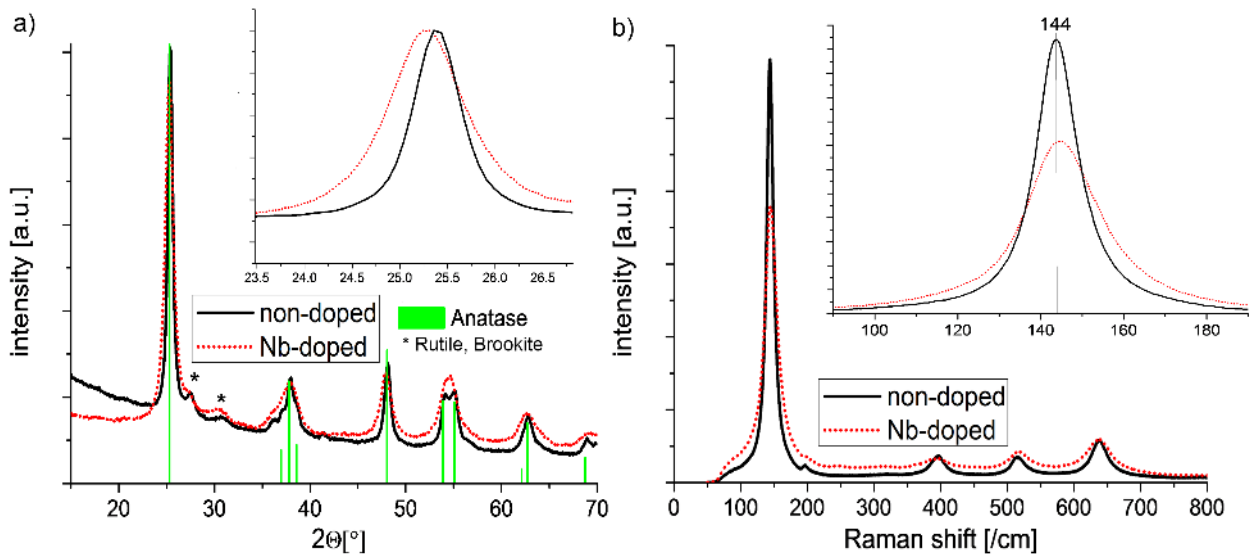 a)
intensity [a.u.]
23.5 24.0 24.5 25.0 25.5 26.0 26.5
non-doped
Nb-doped
Anatase
* Rutile, Brookite
*
*
20 30 40 50 60 70
2Θ[°]
b)
intensity [a.u.]
144
100 120 140 160 180
non-doped
Nb-doped
0 100 200 300 400 500 600 700 800
Raman shift [/cm]